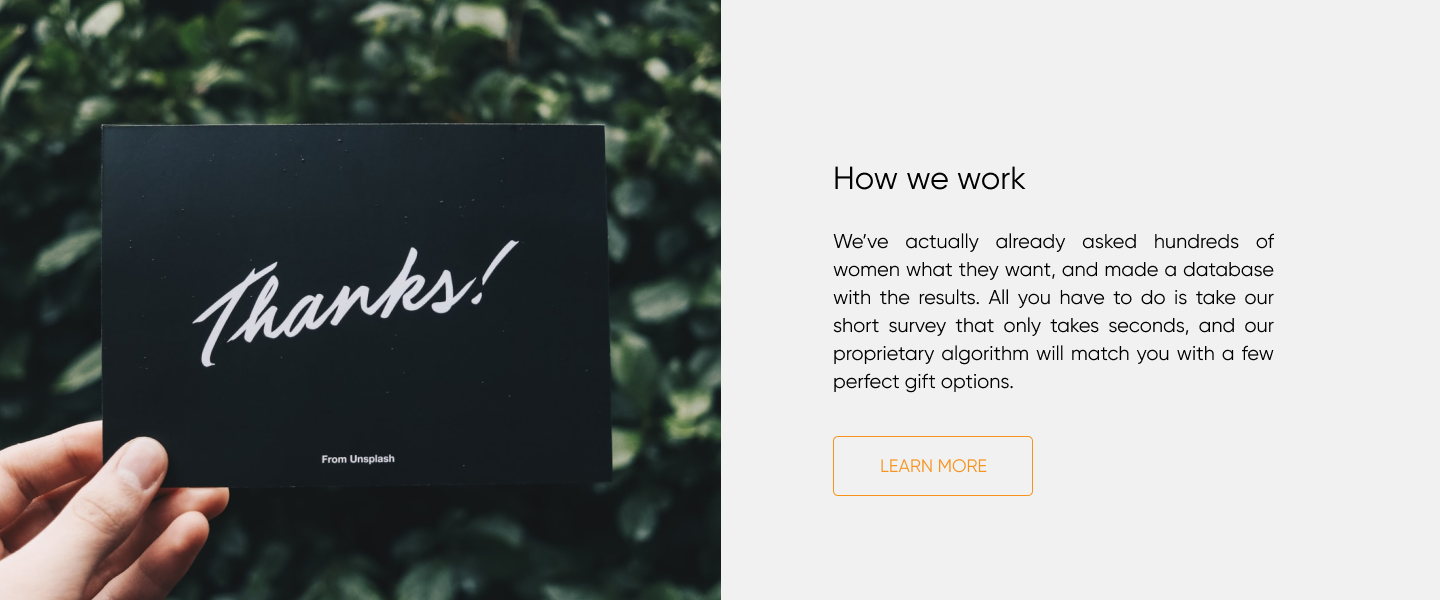 Thanks!
From Unsplash
How we work
We’ve actually already asked hundreds of
women what they want, and made a database
with the results. All you have to do is take our
short survey that only takes seconds, and our
proprietary algorithm will match you with a few
perfect gift options.
LEARN MORE